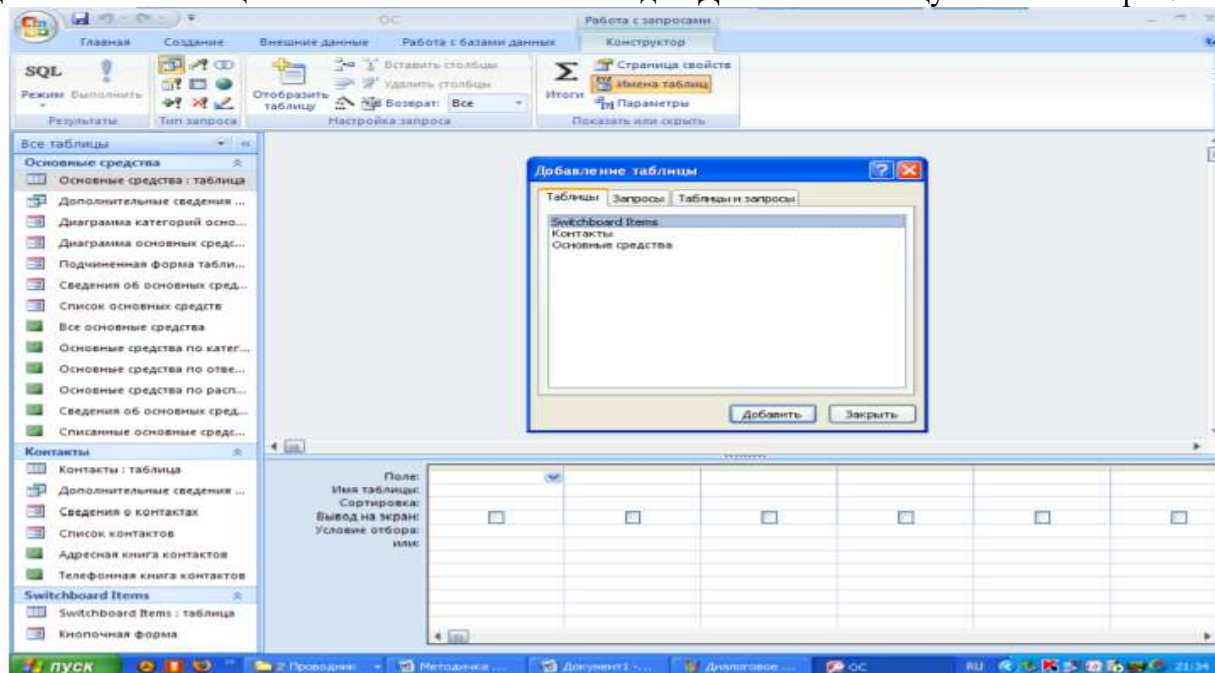 ОС
Работа с запросами
Главная
Создание
Внешние данные
Работа с базами данных
Конструктор
SQL
Режим
Выполнить
Результаты
Тип запроса
Отобразить таблицу
Вставить столбцы
Удалить столбцы
Возврат: Все
Настройка запроса
Итоги
Страница свойств
Имена таблиц
Параметры
Показать или скрыть
Все таблицы
Основные средства
Основные средства : таблица
Дополнительные сведения ...
Диаграмма категорий осно...
Диаграмма основных средс...
Подчиненная форма табли...
Сведения об основных сред...
Список основных средств
Все основные средства
Основные средства по катег...
Основные средства по отве...
Основные средства по расп...
Сведения об основных сред...
Списанные основные средс...
Контакты
Контакты : таблица
Дополнительные сведения ...
Сведения о контактах
Список контактов
Адресная книга контактов
Телефонная книга контактов
Switchboard Items
Switchboard Items : таблица
Кнопочная форма
Добавление таблицы
Таблицы
Запросы
Таблицы и запросы
Switchboard Items
Контакты
Основные средства
Добавить
Закрыть
Поле:
Имя таблицы:
Сортировка:
Вывод на экран:
Условие отбора:
или:
пуск
2 Проводник
Методичка ...
Документ1 - ...
Диалоговое ...
ОС
RU
21:34